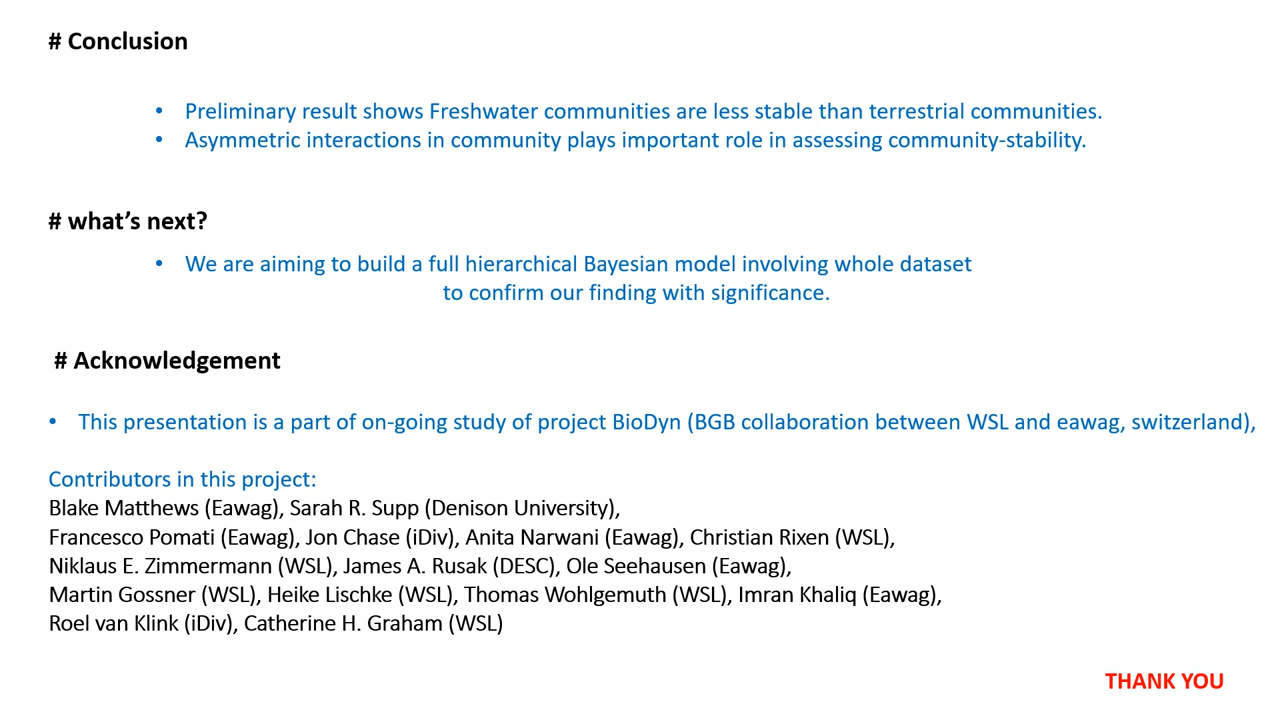 # Conclusion
• Preliminary result shows Freshwater communities are less stable than terrestrial communities.
• Asymmetric interactions in community plays important role in assessing community-stability.
# what's next?
• We are aiming to build a full hierarchical Bayesian model involving whole dataset
to confirm our finding with significance.
# Acknowledgement
• This presentation is a part of on-going study of project BioDyn (BGB collaboration between WSL and eawag, switzerland),
Contributors in this project:
Blake Matthews (Eawag), Sarah R. Supp (Denison University),
Francesco Pomati (Eawag), Jon Chase (iDiv), Anita Narwani (Eawag), Christian Rixen (WSL),
Niklaus E. Zimmermann (WSL), James A. Rusak (DESC), Ole Seehausen (Eawag),
Martin Gossner (WSL), Heike Lischke (WSL), Thomas Wohlgemuth (WSL), Imran Khaliq (Eawag),
Roel van Klink (iDiv), Catherine H. Graham (WSL)
THANK YOU